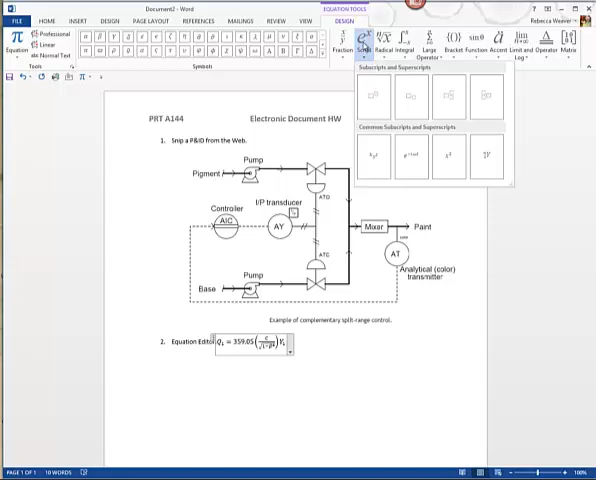 Document2 - Word
EQUATION TOOLS
FILE HOME INSERT DESIGN PAGE LAYOUT REFERENCES MAILINGS REVIEW VIEW DESIGN
Rebecca Weaver
π Equation
Professional
Linear
abc Normal Text
Tools
Symbols
Fraction
Script
Radical
Integral
Large Operator
Bracket
Function
Accent
Limit and Log
Operator
Matrix
Subscripts and Superscripts
Common Subscripts and Superscripts
PRT A144 Electronic Document HW
1. Snip a P&ID from the Web.
Pump
Pigment
ATO
I/P transducer
Controller
AIC
AY
Mixer
Paint
ATC
AT
Pump
Analytical (color)
transmitter
Base
Example of complementary split-range control.
2. Equation Editor
PAGE 1 OF 1 10 WORDS
100%